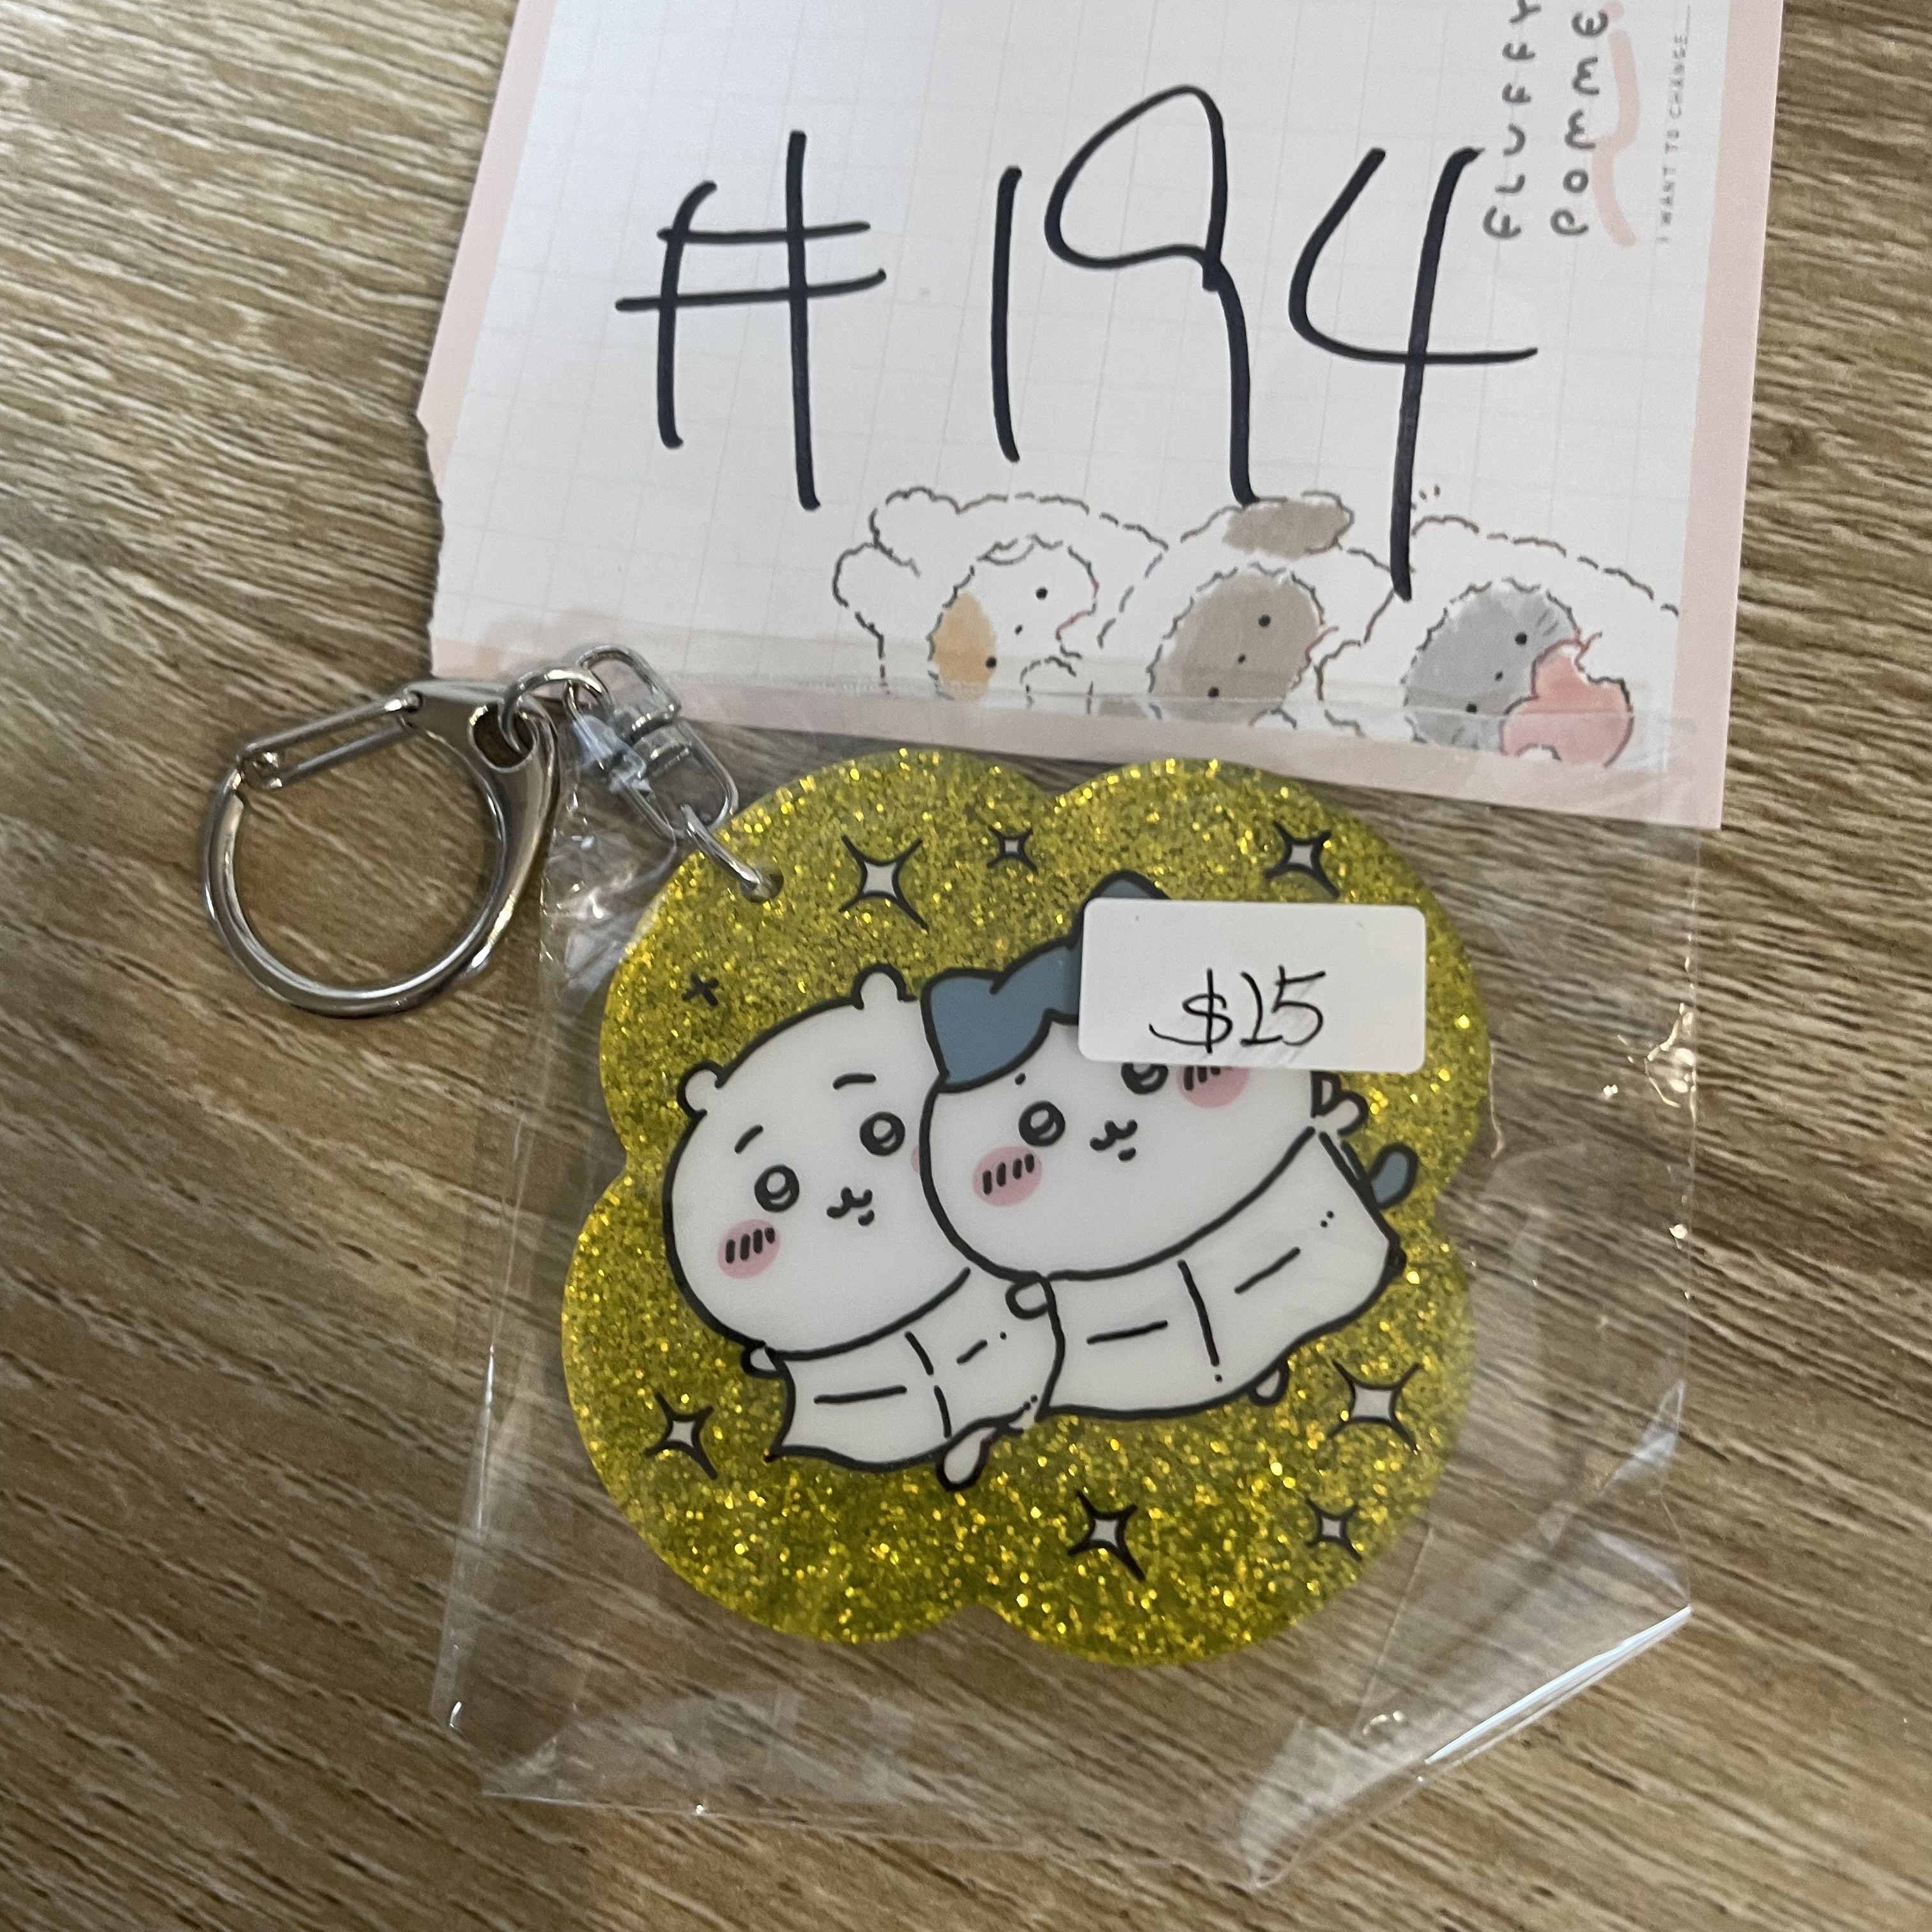 #194
FLUFFY
POMME
I WANT TO CHANGE
$15